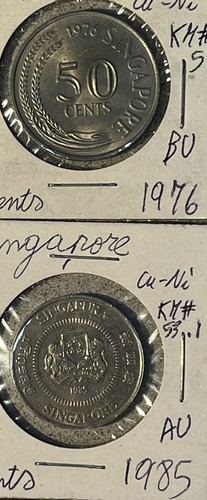 Cu-Ni
KM#
5
1976 SINGAPORE
50
CENTS
BU
ents
1976
ngapore
Cu-Ni
KM#
53..1
SINGAPURA
1985
SINGAPORE
AU
nts
1985